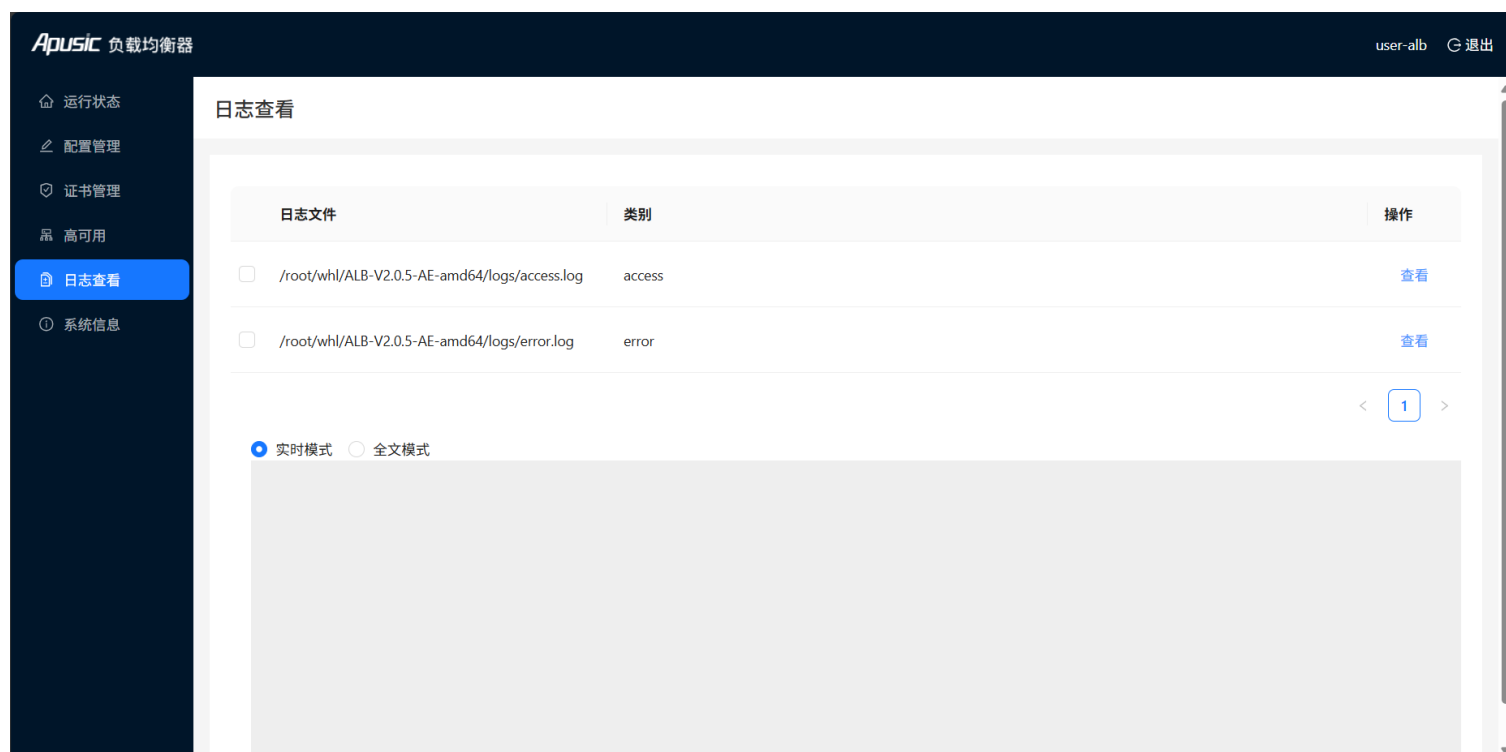 Apusic 负载均衡器
user-alb 退出
运行状态
配置管理
证书管理
高可用
日志查看
系统信息
日志查看
日志文件 类别 操作
/root/whl/ALB-V2.0.5-AE-amd64/logs/access.log access 查看
/root/whl/ALB-V2.0.5-AE-amd64/logs/error.log error 查看
< 1 >
实时模式 全文模式